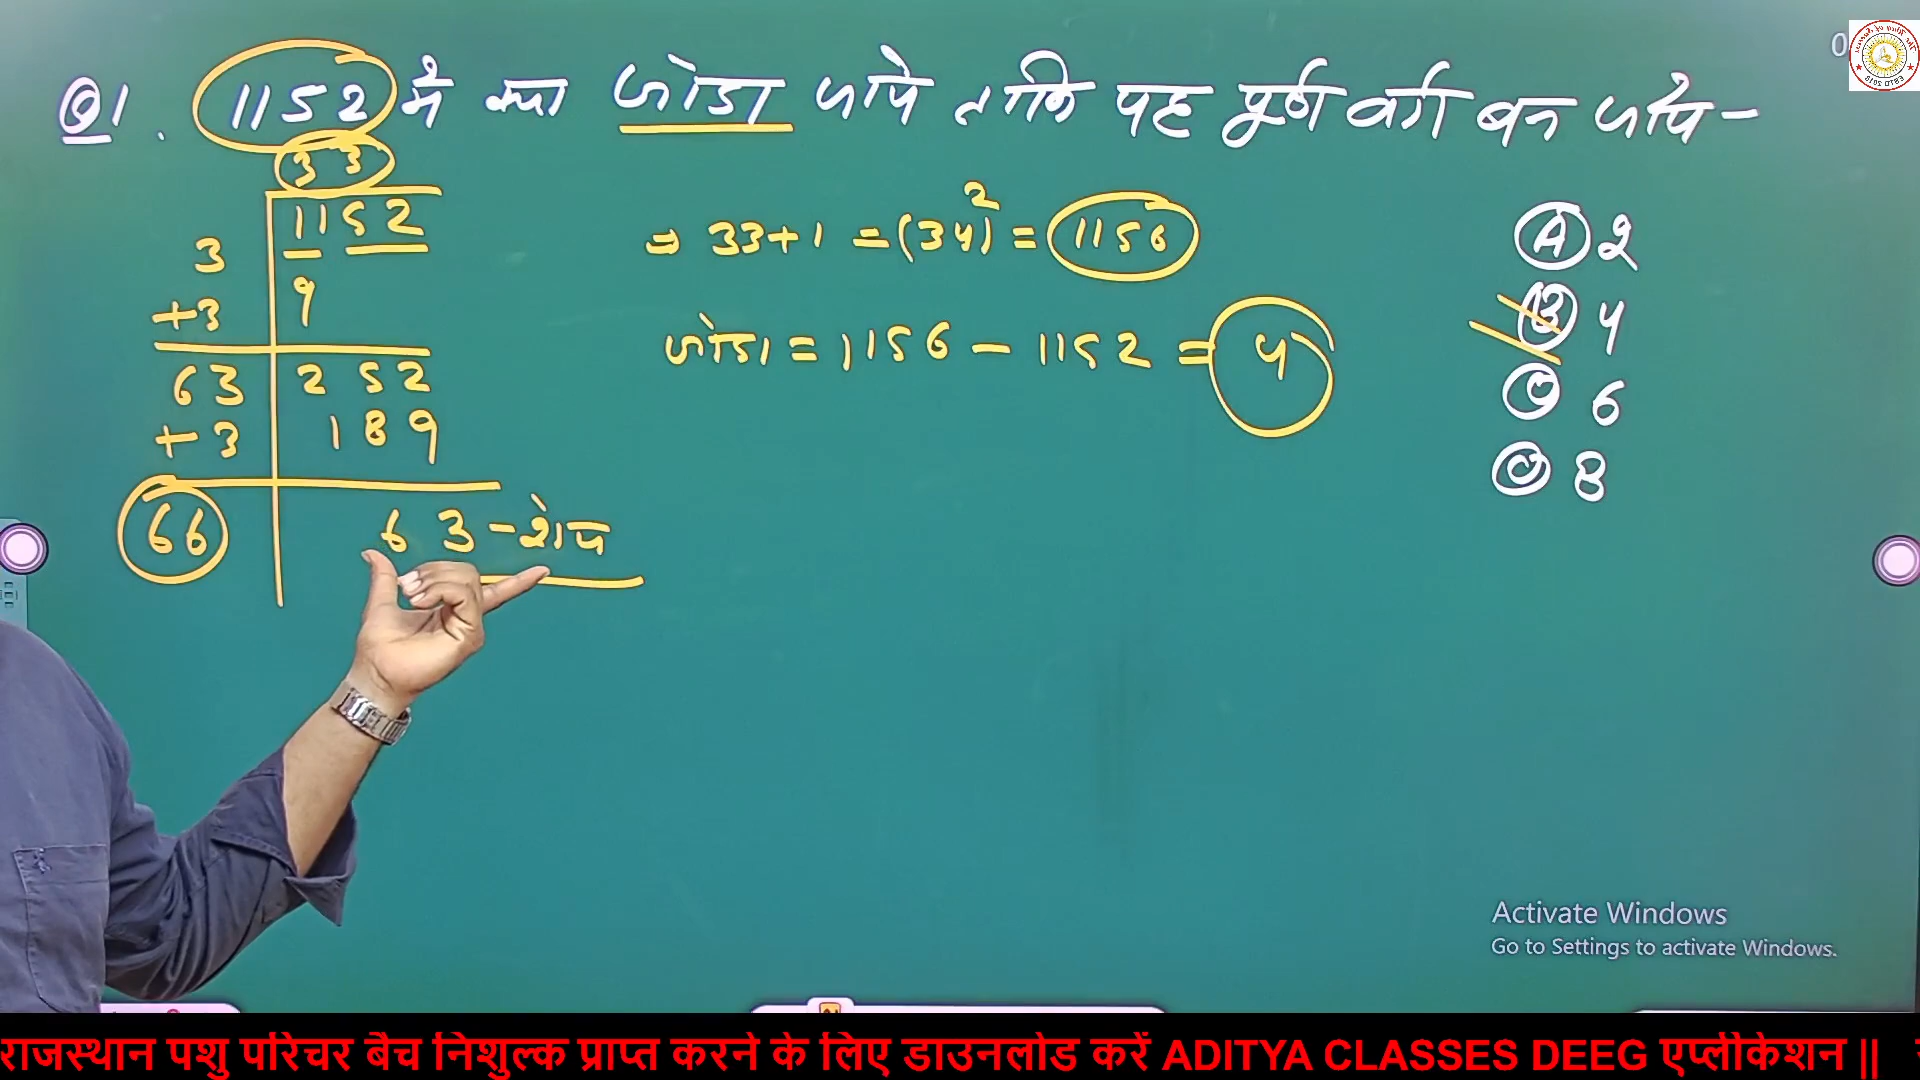 Q1. 1152 में क्या जोडा जाये ताकि यह पूर्ण वर्ग बन जाये-
33
1152
3
+3
9
63
252
+3
189
66
63-शेष
⇒ 33+1 = (34)² = 1156
जोडा = 1156 - 1152 = 4
A 2
B 4
C 6
D 8
Activate Windows
Go to Settings to activate Windows.
राजस्थान पशु परिचर बैच निशुल्क प्राप्त करने के लिए डाउनलोड करें ADITYA CLASSES DEEG एप्लीकेशन ||